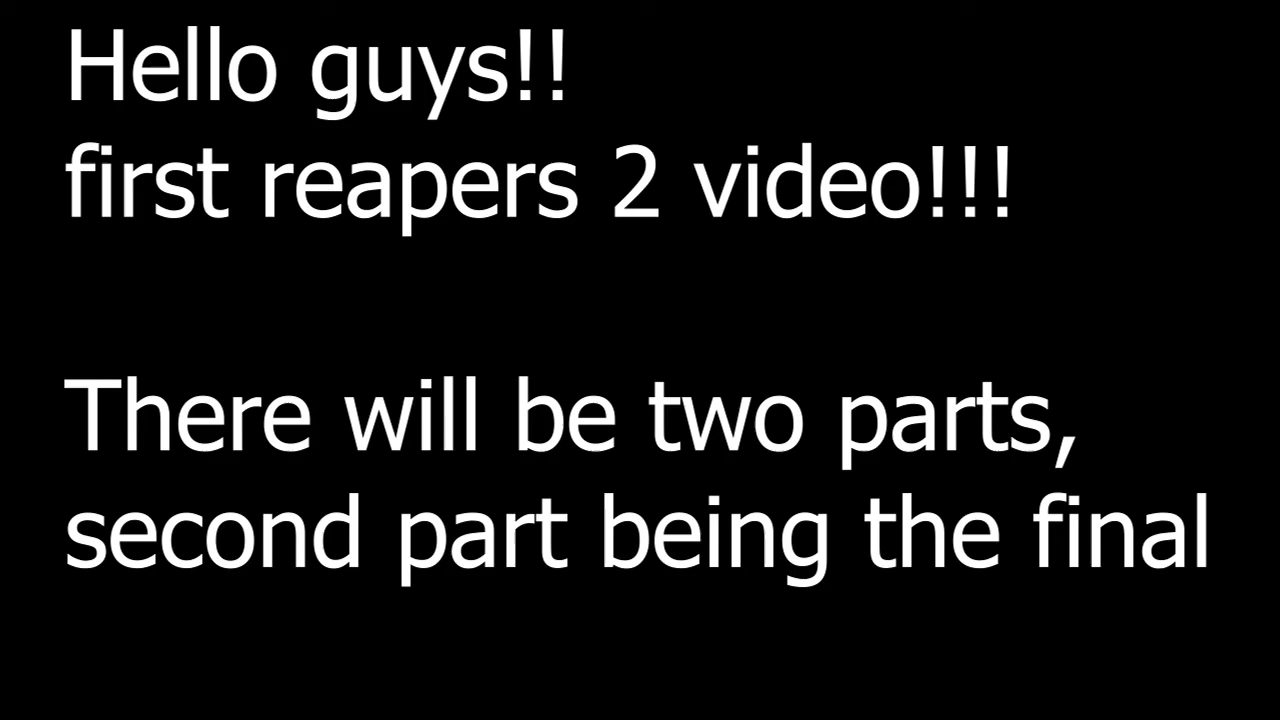 Hello guys!!
first reapers 2 video!!!
There will be two parts,
second part being the final